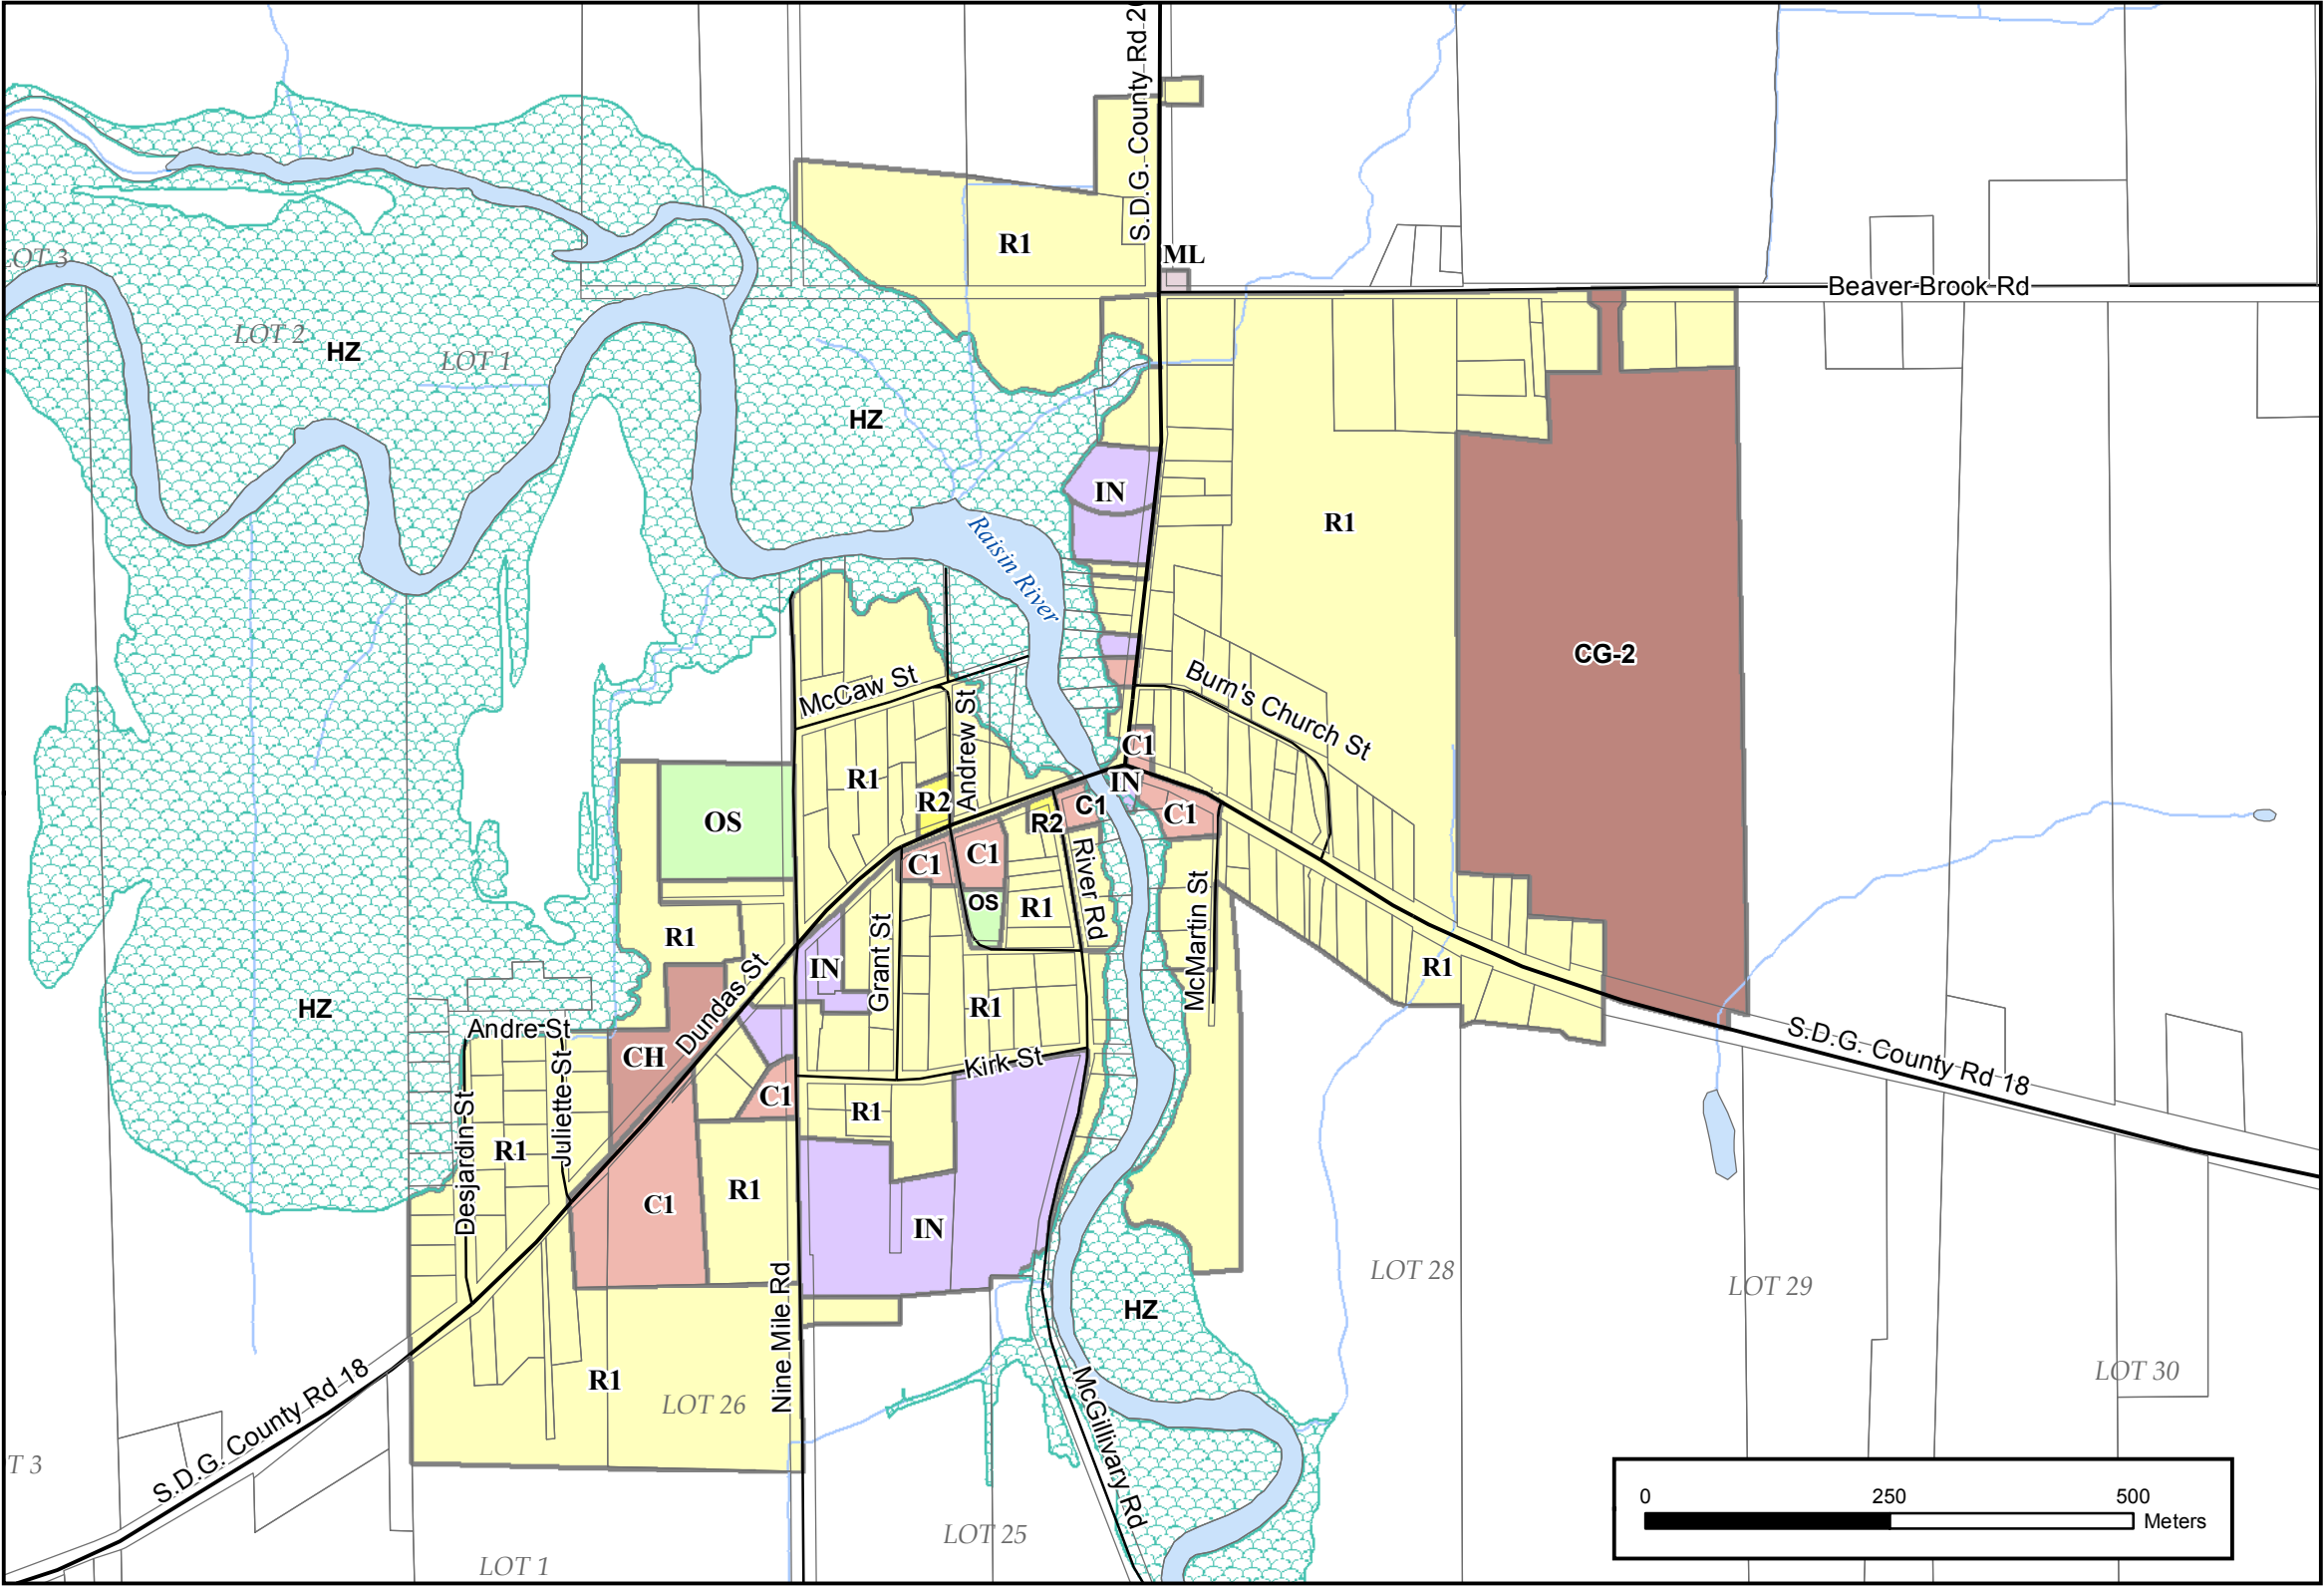 S.D.G. County Rd 20
R1
ML
LOT 3
Beaver Brook Rd
LOT 2
HZ
LOT 1
HZ
IN
R1
Raisin River
CG-2
McCaw St
Burn's Church St
Andrew St
C1
R1
IN
OS
R2
C1
C1
R2
C1
C1
River Rd
OS
R1
McMartin St
R1
Grant St
IN
R1
Dundas St
HZ
R1
Andre St
CH
Juliette St
Kirk St
S.D.G. County Rd 18
C1
R1
Desjardin St
R1
R1
C1
IN
LOT 28
LOT 29
Nine Mile Rd
HZ
R1
LOT 26
LOT 30
S.D.G. County Rd 18
McGillivary Rd
T 3
0 250 500
Meters
LOT 25
LOT 1